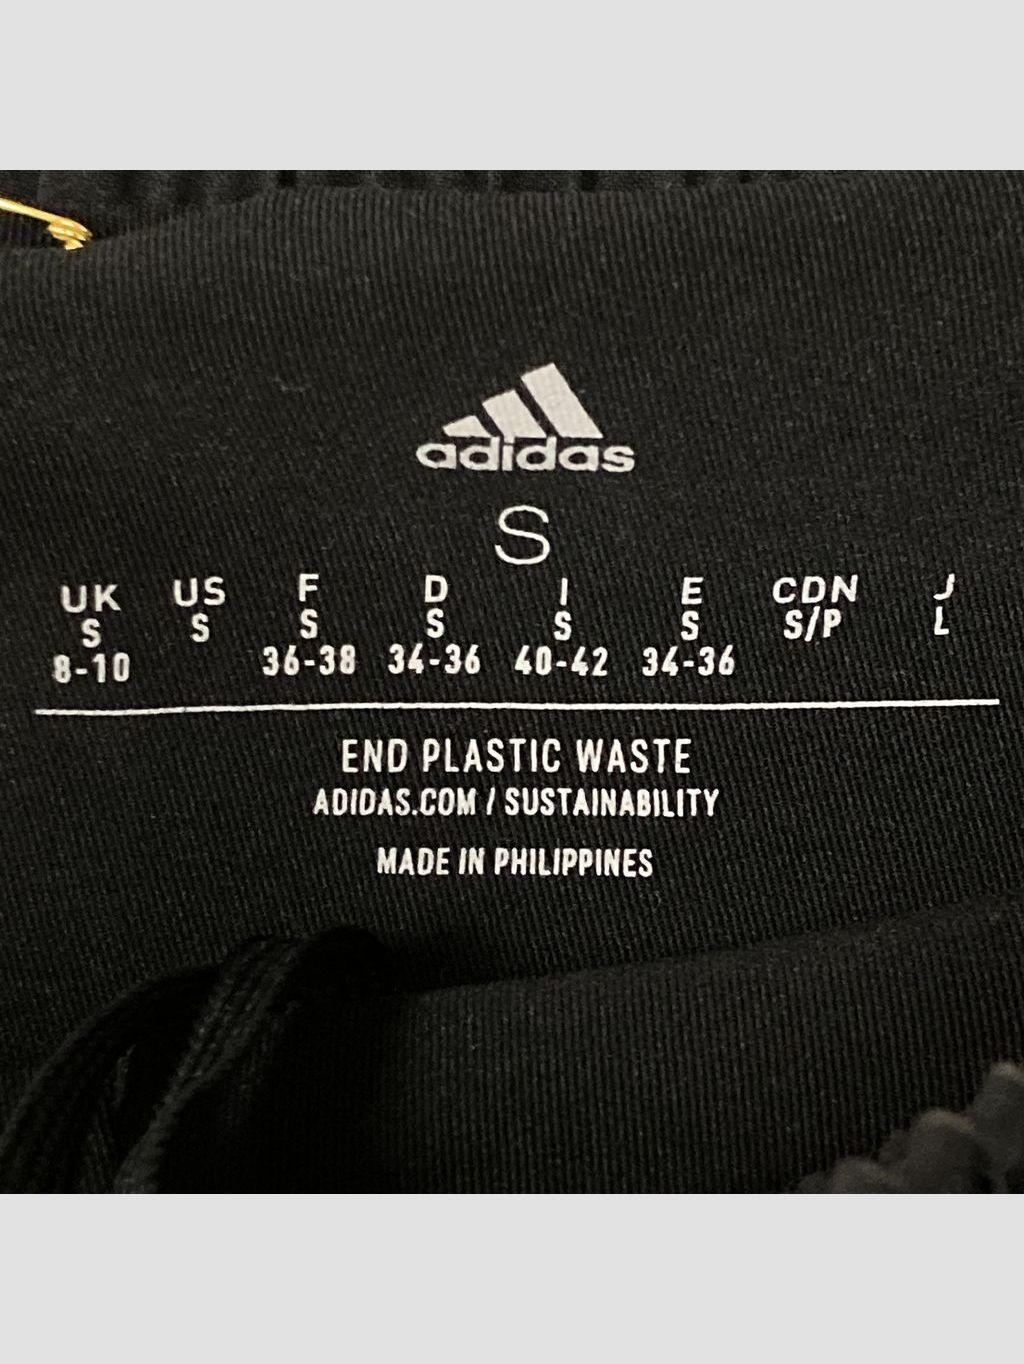 adidas
S
UK US F D I E CDN J
S S S S S S S/P L
8-10 36-38 34-36 40-42 34-36
END PLASTIC WASTE
ADIDAS.COM / SUSTAINABILITY
MADE IN PHILIPPINES